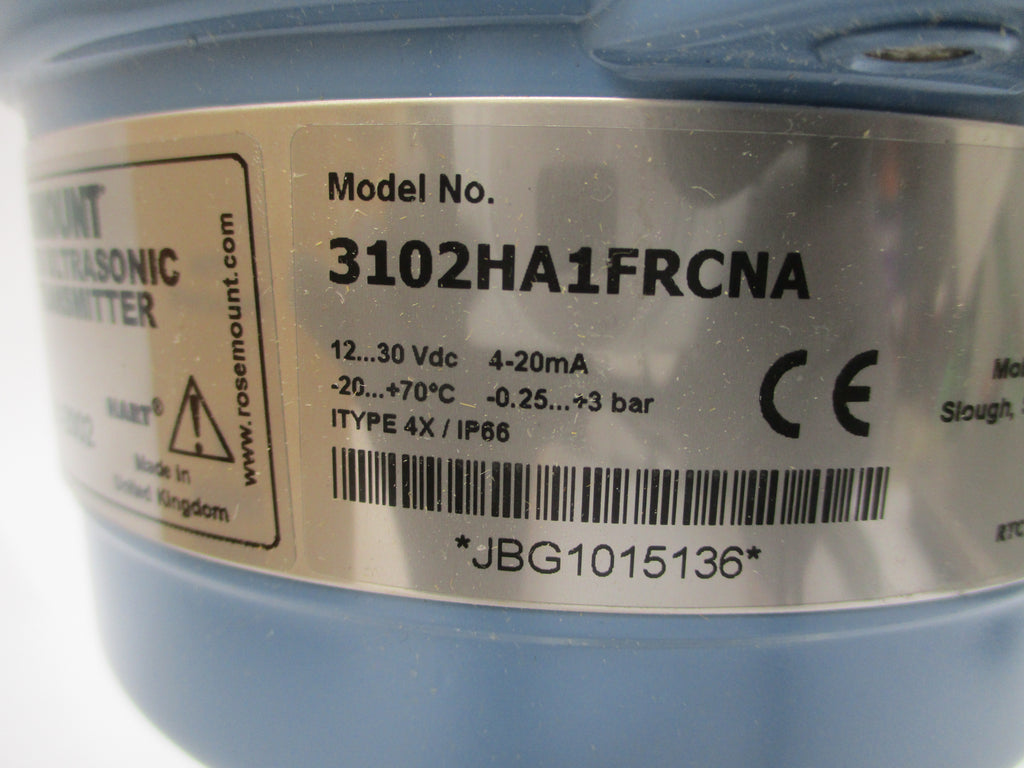 MOUNT
ULTRASONIC
TRANSMITTER
HART®
Made in
United Kingdom
www.rosemount.com
Model No.
3102HA1FRCNA
12...30 Vdc 4-20mA
-20...+70°C -0.25...+3 bar
ITYPE 4X / IP66
CE
*JBG1015136*
Slough,